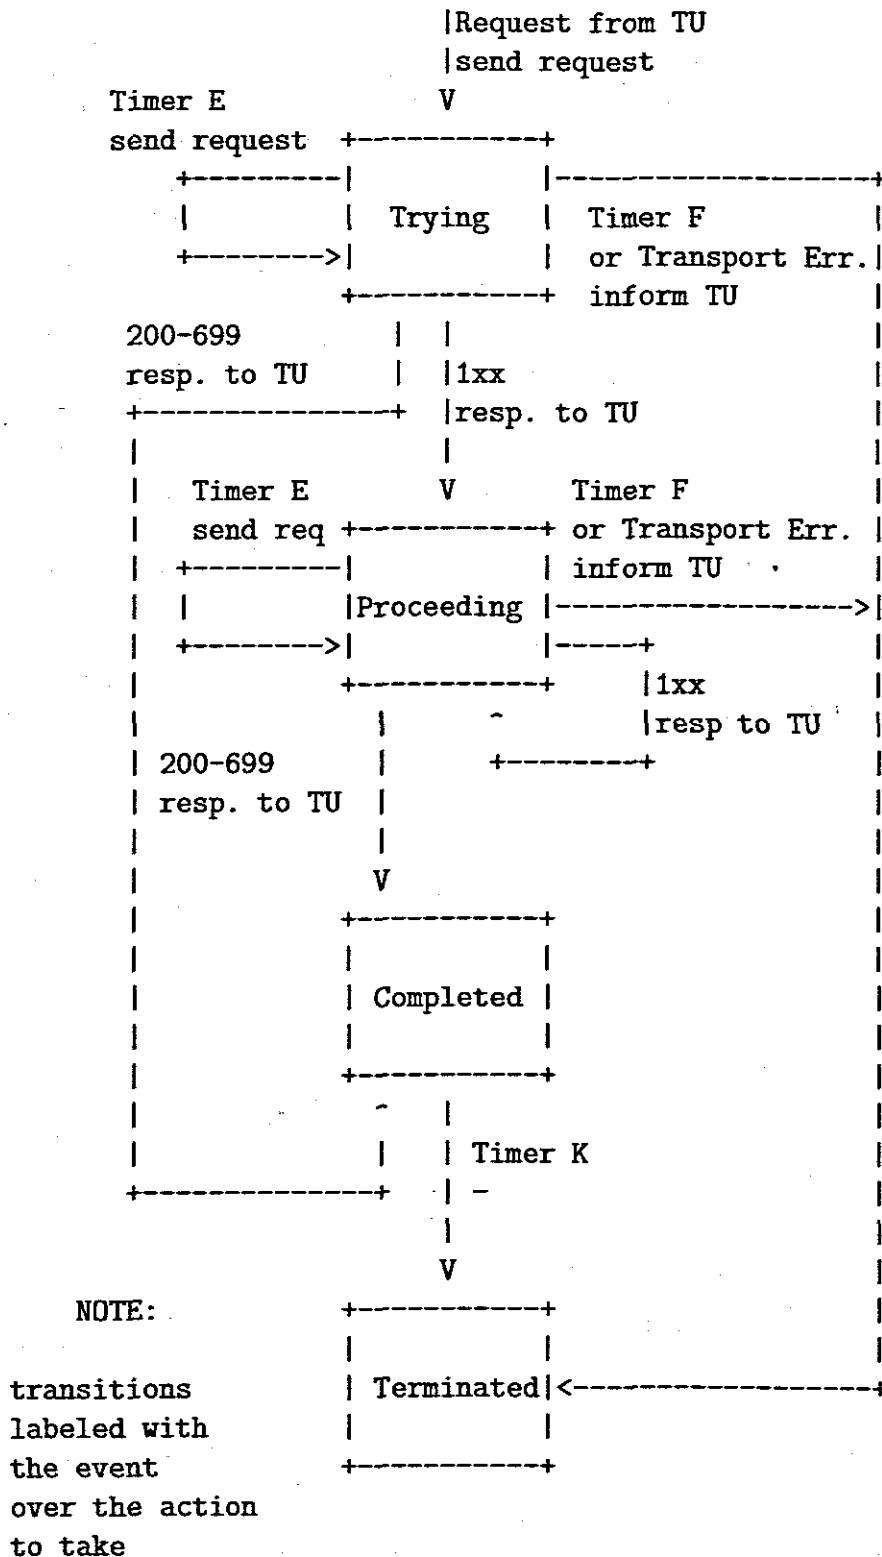 |Request from TU
|send request
Timer E V
send request +-----------+
+---------| |-------------------+
| | Trying | Timer F |
+-------->| | or Transport Err.|
+-----------+ inform TU |
200-699 | | |
resp. to TU | |1xx |
+---------------+ |resp. to TU |
| | |
| Timer E V Timer F |
| send req +-----------+ or Transport Err. |
| +---------| | inform TU |
| | |Proceeding |------------------>|
| +-------->| |-----+ |
| +-----------+ |1xx |
| | ^ |resp to TU |
| 200-699 | +--------+ |
| resp. to TU | |
| | |
| V |
| +-----------+ |
| | | |
| | Completed | |
| | | |
| +-----------+ |
| ^ | |
| | | Timer K |
+--------------+ | - |
| |
V |
NOTE: +-----------+ |
| | |
transitions | Terminated|<------------------+
labeled with | |
the event +-----------+
over the action
to take